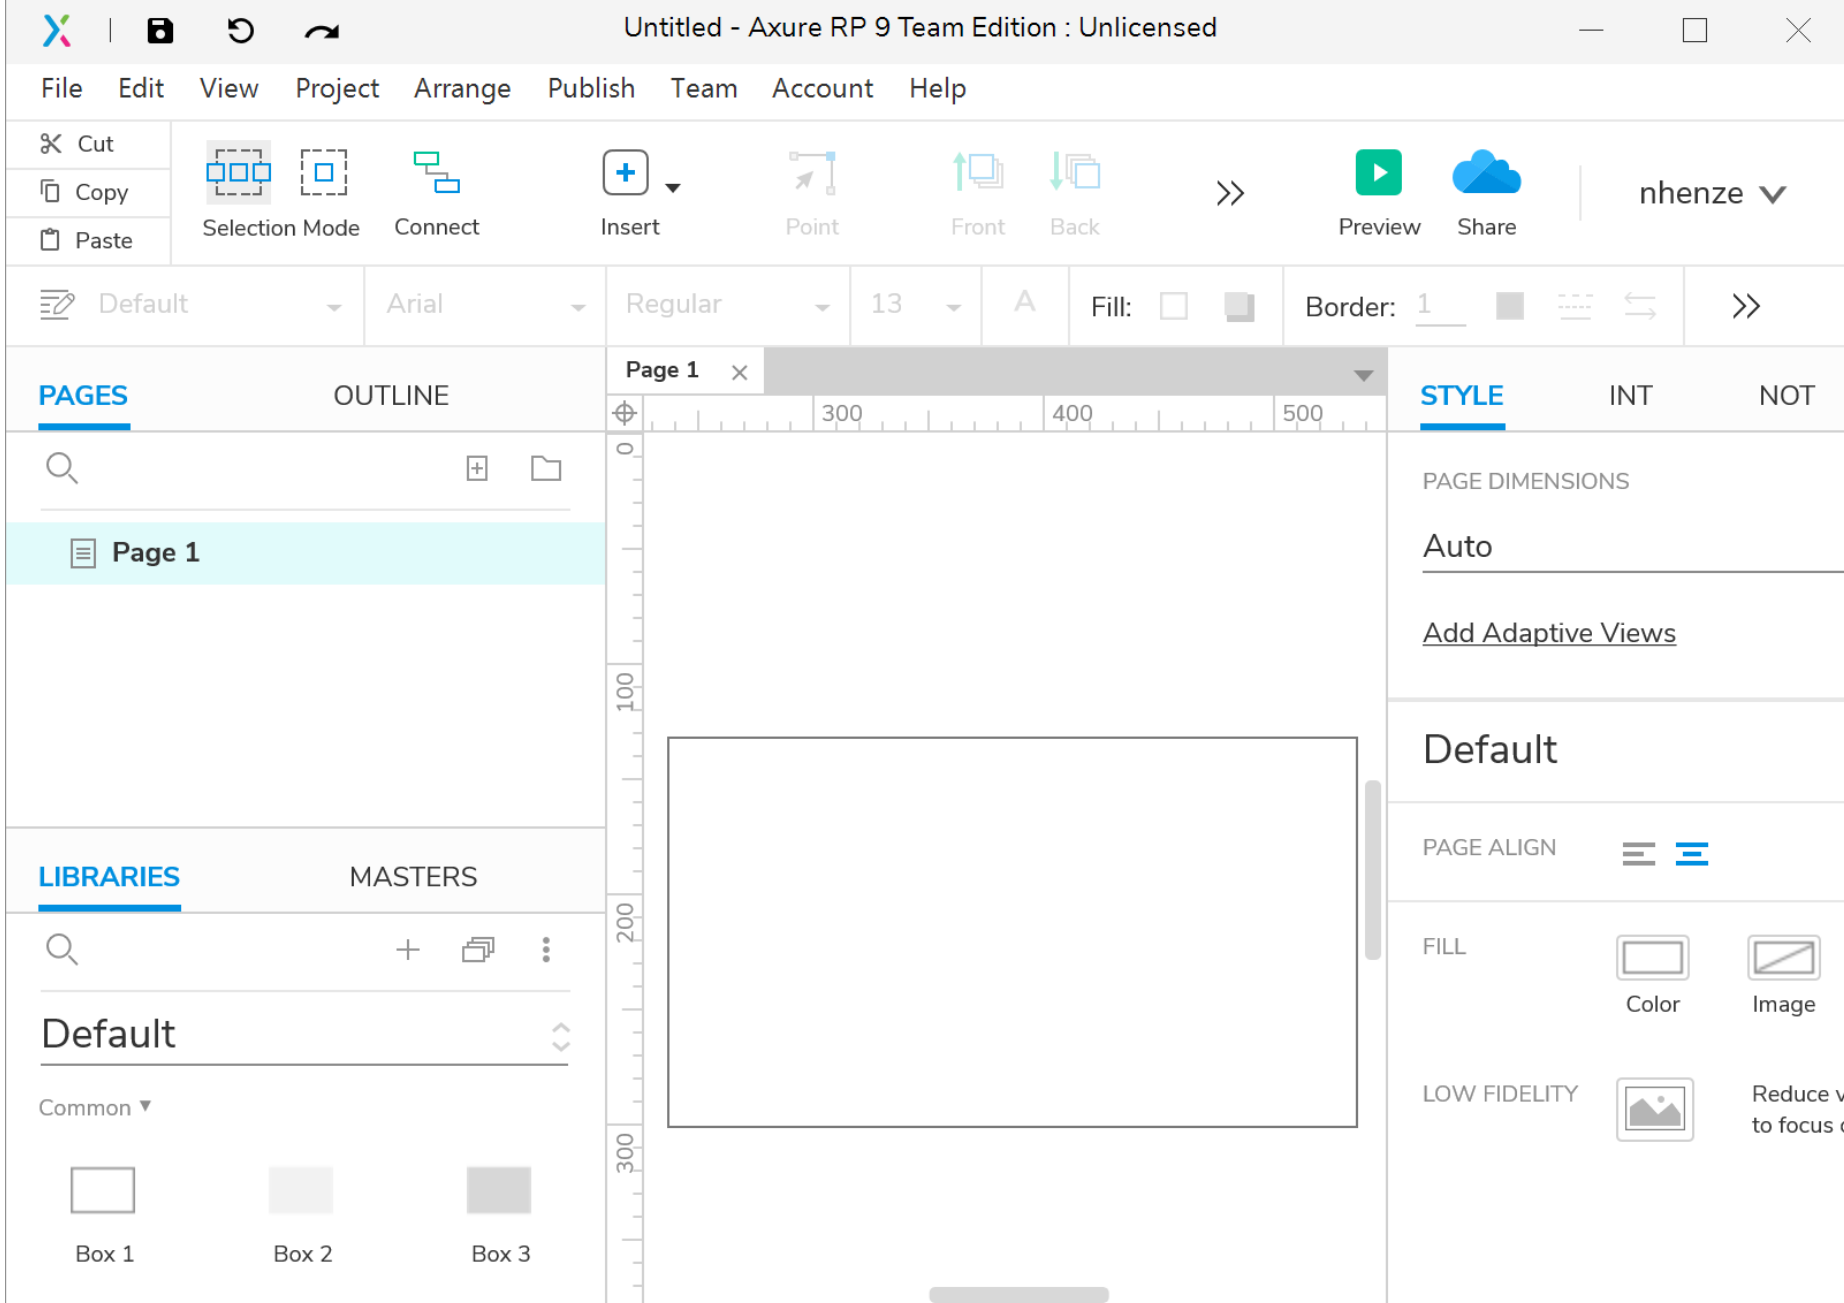 Untitled - Axure RP 9 Team Edition : Unlicensed
File Edit View Project Arrange Publish Team Account Help
Cut
Copy
Paste
Selection Mode Connect Insert Point Front Back Preview Share nhenze
Default Arial Regular 13 A Fill: Border: 1
PAGES OUTLINE
Page 1
Page 1
300 400 500
0
100
200
300
LIBRARIES MASTERS
Default
Common
Box 1 Box 2 Box 3
STYLE INT NOT
PAGE DIMENSIONS
Auto
Add Adaptive Views
Default
PAGE ALIGN
FILL
Color Image
LOW FIDELITY
Reduce v
to focus